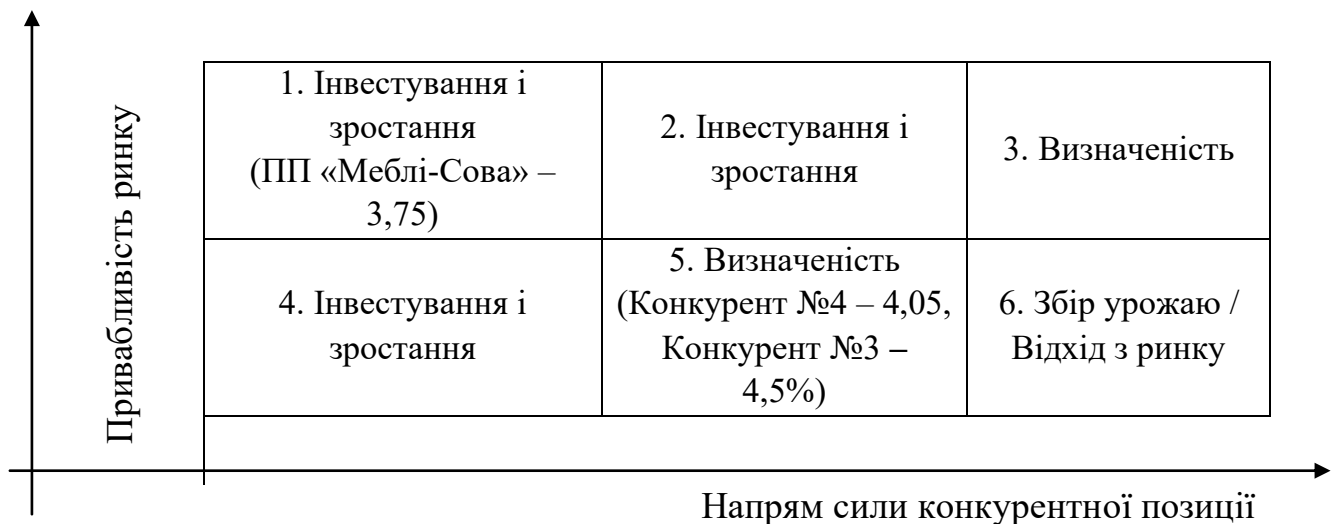 Привабливість ринку
1. Інвестування і
зростання
(ПП «Меблі-Сова» –
3,75)
2. Інвестування і
зростання
3. Визначеність
4. Інвестування і
зростання
5. Визначеність
(Конкурент №4 – 4,05,
Конкурент №3 –
4,5%)
6. Збір урожаю /
Відхід з ринку
Напрям сили конкурентної позиції